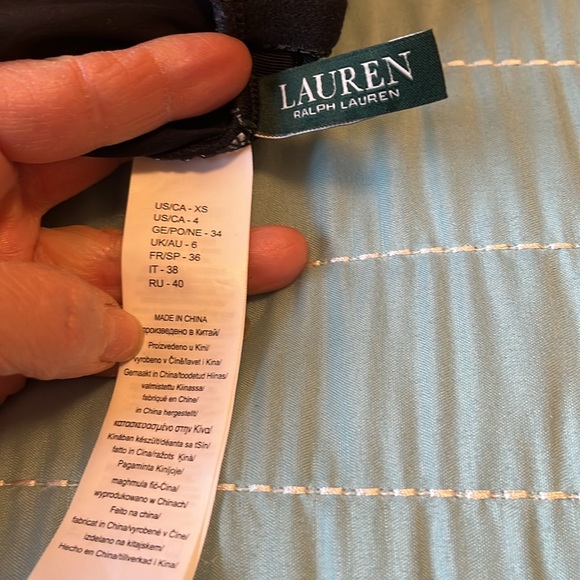 LAUREN
RALPH LAUREN
US/CA - XS
US/CA - 4
GE/PO/NE - 34
UK/AU - 6
FR/SP - 36
IT - 38
RU - 40
MADE IN CHINA
произведено в Китай/
Proizvedeno u Kini/
vyrobeno v Číně/lavet i Kina/
Gemaakt in China/toodetud Hiinas/
valmistettu Kiinassa/
fabriqué en Chine/
in China hergestellt/
κατασκευασμένο στην Κίνα/
Kínában készült/déanta sa tSín/
fatto in Cina/ražots Ķīnā/
Pagaminta Kinijoje/
maghmula fiċ-Ċina/
wyprodukowano w Chinach/
Feito na china/
fabricat in China/vyrobené v Číne/
izdelano na kitajskem/
Hecho en China/tillverkad i Kina/